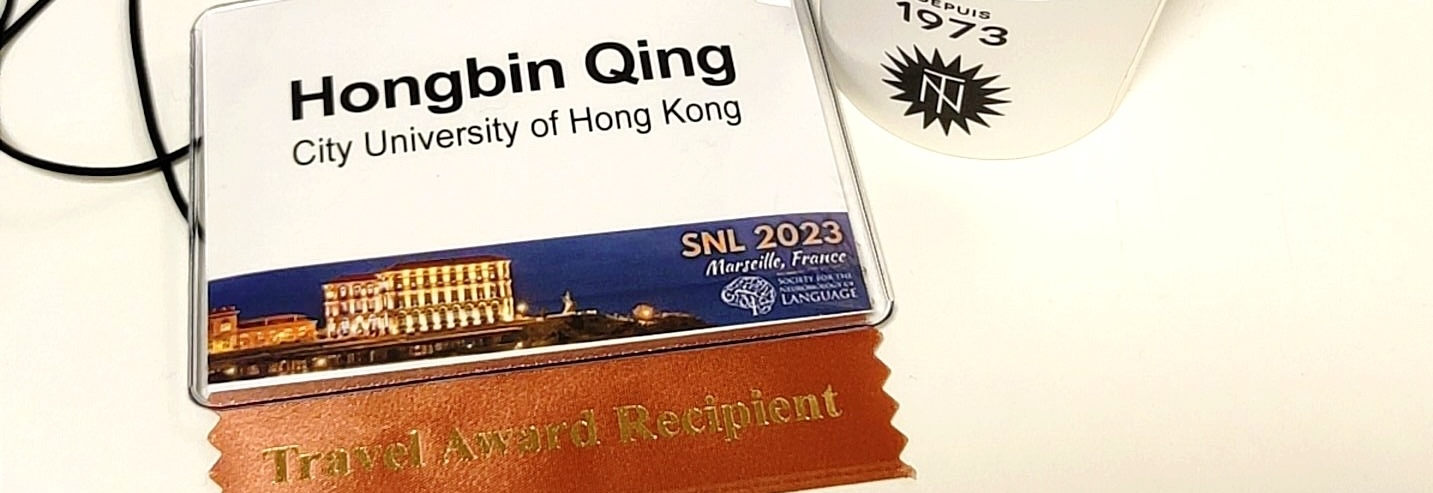 Hongbin Qing
City University of Hong Kong
SNL 2023
Marseille, France
SOCIETY FOR THE
NEUROBIOLOGY OF
LANGUAGE
Travel Award Recipient
DEPUIS
1973